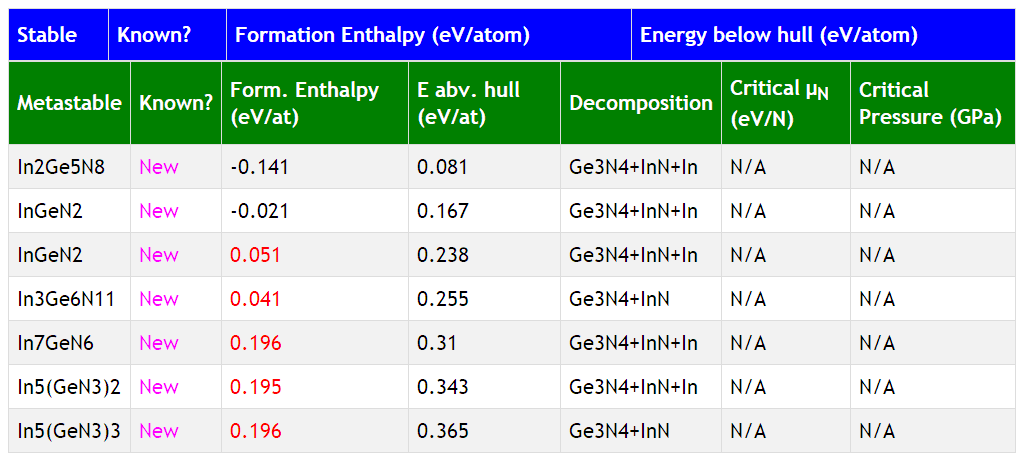 Stable Known? Formation Enthalpy (eV/atom) Energy below hull (eV/atom)
Metastable Known? Form. Enthalpy (eV/at) E abv. hull (eV/at) Decomposition Critical μN (eV/N) Critical Pressure (GPa)
In2Ge5N8 New -0.141 0.081 Ge3N4+InN+In N/A N/A
InGeN2 New -0.021 0.167 Ge3N4+InN+In N/A N/A
InGeN2 New 0.051 0.238 Ge3N4+InN+In N/A N/A
In3Ge6N11 New 0.041 0.255 Ge3N4+InN N/A N/A
In7GeN6 New 0.196 0.31 Ge3N4+InN+In N/A N/A
In5(GeN3)2 New 0.195 0.343 Ge3N4+InN+In N/A N/A
In5(GeN3)3 New 0.196 0.365 Ge3N4+InN N/A N/A